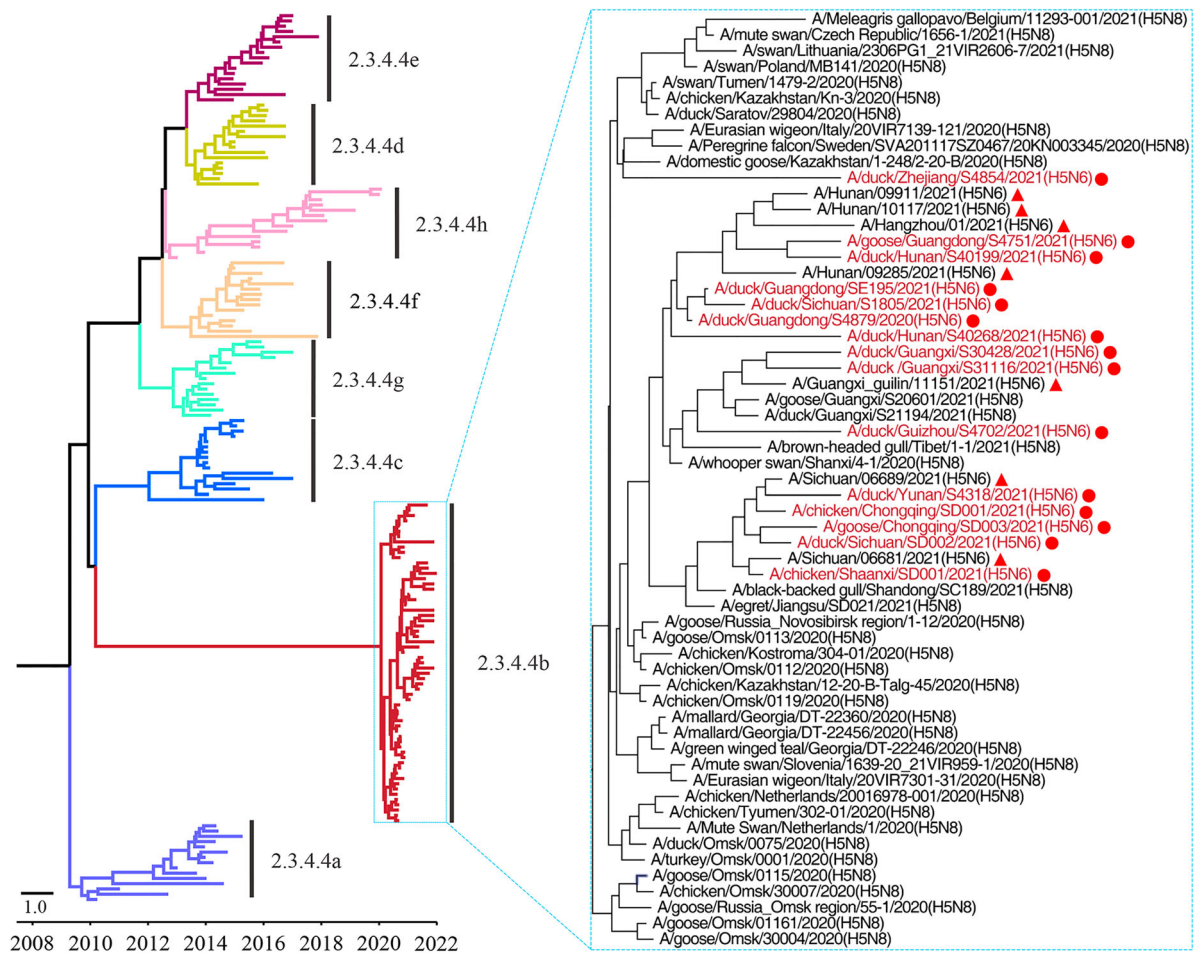 2.3.4.4e
2.3.4.4d
2.3.4.4h
2.3.4.4f
2.3.4.4g
2.3.4.4c
2.3.4.4b
2.3.4.4a
1.0
2008 2010 2012 2014 2016 2018 2020 2022
A/Meleagris gallopavo/Belgium/11293-001/2021(H5N8)
A/mute swan/Czech Republic/1656-1/2021(H5N8)
A/swan/Lithuania/2306PG1_21VIR2606-7/2021(H5N8)
A/swan/Poland/MB141/2020(H5N8)
A/swan/Tumen/1479-2/2020(H5N8)
A/chicken/Kazakhstan/Kn-3/2020(H5N8)
A/duck/Saratov/29804/2020(H5N8)
A/Eurasian wigeon/Italy/20VIR7139-121/2020(H5N8)
A/Peregrine falcon/Sweden/SVA201117SZ0467/20KN003345/2020(H5N8)
A/domestic goose/Kazakhstan/1-248/2-20-B/2020(H5N8)
A/duck/Zhejiang/S4854/2021(H5N6)
A/Hunan/09911/2021(H5N6)
A/Hunan/10117/2021(H5N6)
A/Hangzhou/01/2021(H5N6)
A/goose/Guangdong/S4751/2021(H5N6)
A/duck/Hunan/S40199/2021(H5N6)
A/Hunan/09285/2021(H5N6)
A/duck/Guangdong/SE195/2021(H5N6)
A/duck/Sichuan/S1805/2021(H5N6)
A/duck/Guangdong/S4879/2020(H5N6)
A/duck/Hunan/S40268/2021(H5N6)
A/duck/Guangxi/S30428/2021(H5N6)
A/duck /Guangxi/S31116/2021(H5N6)
A/Guangxi_guilin/11151/2021(H5N6)
A/goose/Guangxi/S20601/2021(H5N8)
A/duck/Guangxi/S21194/2021(H5N8)
A/duck/Guizhou/S4702/2021(H5N6)
A/brown-headed gull/Tibet/1-1/2021(H5N8)
A/whooper swan/Shanxi/4-1/2020(H5N8)
A/Sichuan/06689/2021(H5N6)
A/duck/Yunan/S4318/2021(H5N6)
A/chicken/Chongqing/SD001/2021(H5N6)
A/goose/Chongqing/SD003/2021(H5N6)
A/duck/Sichuan/SD002/2021(H5N6)
A/Sichuan/06681/2021(H5N6)
A/chicken/Shaanxi/SD001/2021(H5N6)
A/black-backed gull/Shandong/SC189/2021(H5N8)
A/egret/Jiangsu/SD021/2021(H5N8)
A/goose/Russia_Novosibirsk region/1-12/2020(H5N8)
A/goose/Omsk/0113/2020(H5N8)
A/chicken/Kostroma/304-01/2020(H5N8)
A/chicken/Omsk/0112/2020(H5N8)
A/chicken/Kazakhstan/12-20-B-Talg-45/2020(H5N8)
A/chicken/Omsk/0119/2020(H5N8)
A/mallard/Georgia/DT-22360/2020(H5N8)
A/mallard/Georgia/DT-22456/2020(H5N8)
A/green winged teal/Georgia/DT-22246/2020(H5N8)
A/mute swan/Slovenia/1639-20_21VIR959-1/2020(H5N8)
A/Eurasian wigeon/Italy/20VIR7301-31/2020(H5N8)
A/chicken/Netherlands/20016978-001/2020(H5N8)
A/chicken/Tyumen/302-01/2020(H5N8)
A/Mute Swan/Netherlands/1/2020(H5N8)
A/duck/Omsk/0075/2020(H5N8)
A/turkey/Omsk/0001/2020(H5N8)
A/goose/Omsk/0115/2020(H5N8)
A/chicken/Omsk/30007/2020(H5N8)
A/goose/Russia_Omsk region/55-1/2020(H5N8)
A/goose/Omsk/01161/2020(H5N8)
A/goose/Omsk/30004/2020(H5N8)